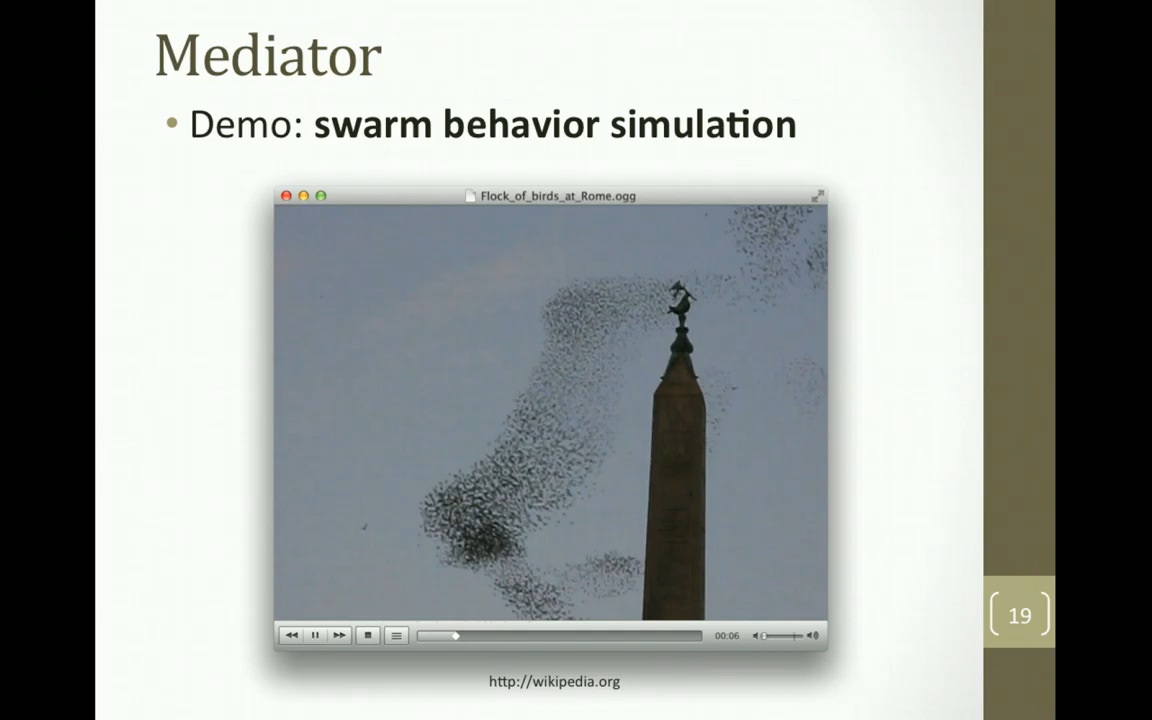 Mediator
• Demo: swarm behavior simulation
Flock_of_birds_at_Rome.ogg
00:06
19
http://wikipedia.org